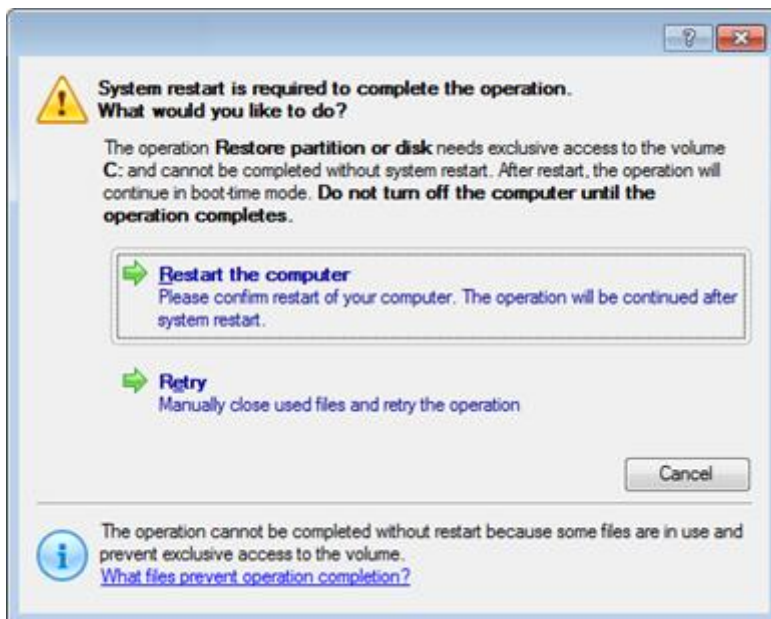 System restart is required to complete the operation.
What would you like to do?
The operation Restore partition or disk needs exclusive access to the volume
C: and cannot be completed without system restart. After restart, the operation will
continue in boot-time mode. Do not turn off the computer until the
operation completes.
Restart the computer
Please confirm restart of your computer. The operation will be continued after
system restart.
Retry
Manually close used files and retry the operation
Cancel
The operation cannot be completed without restart because some files are in use and
prevent exclusive access to the volume.
What files prevent operation completion?